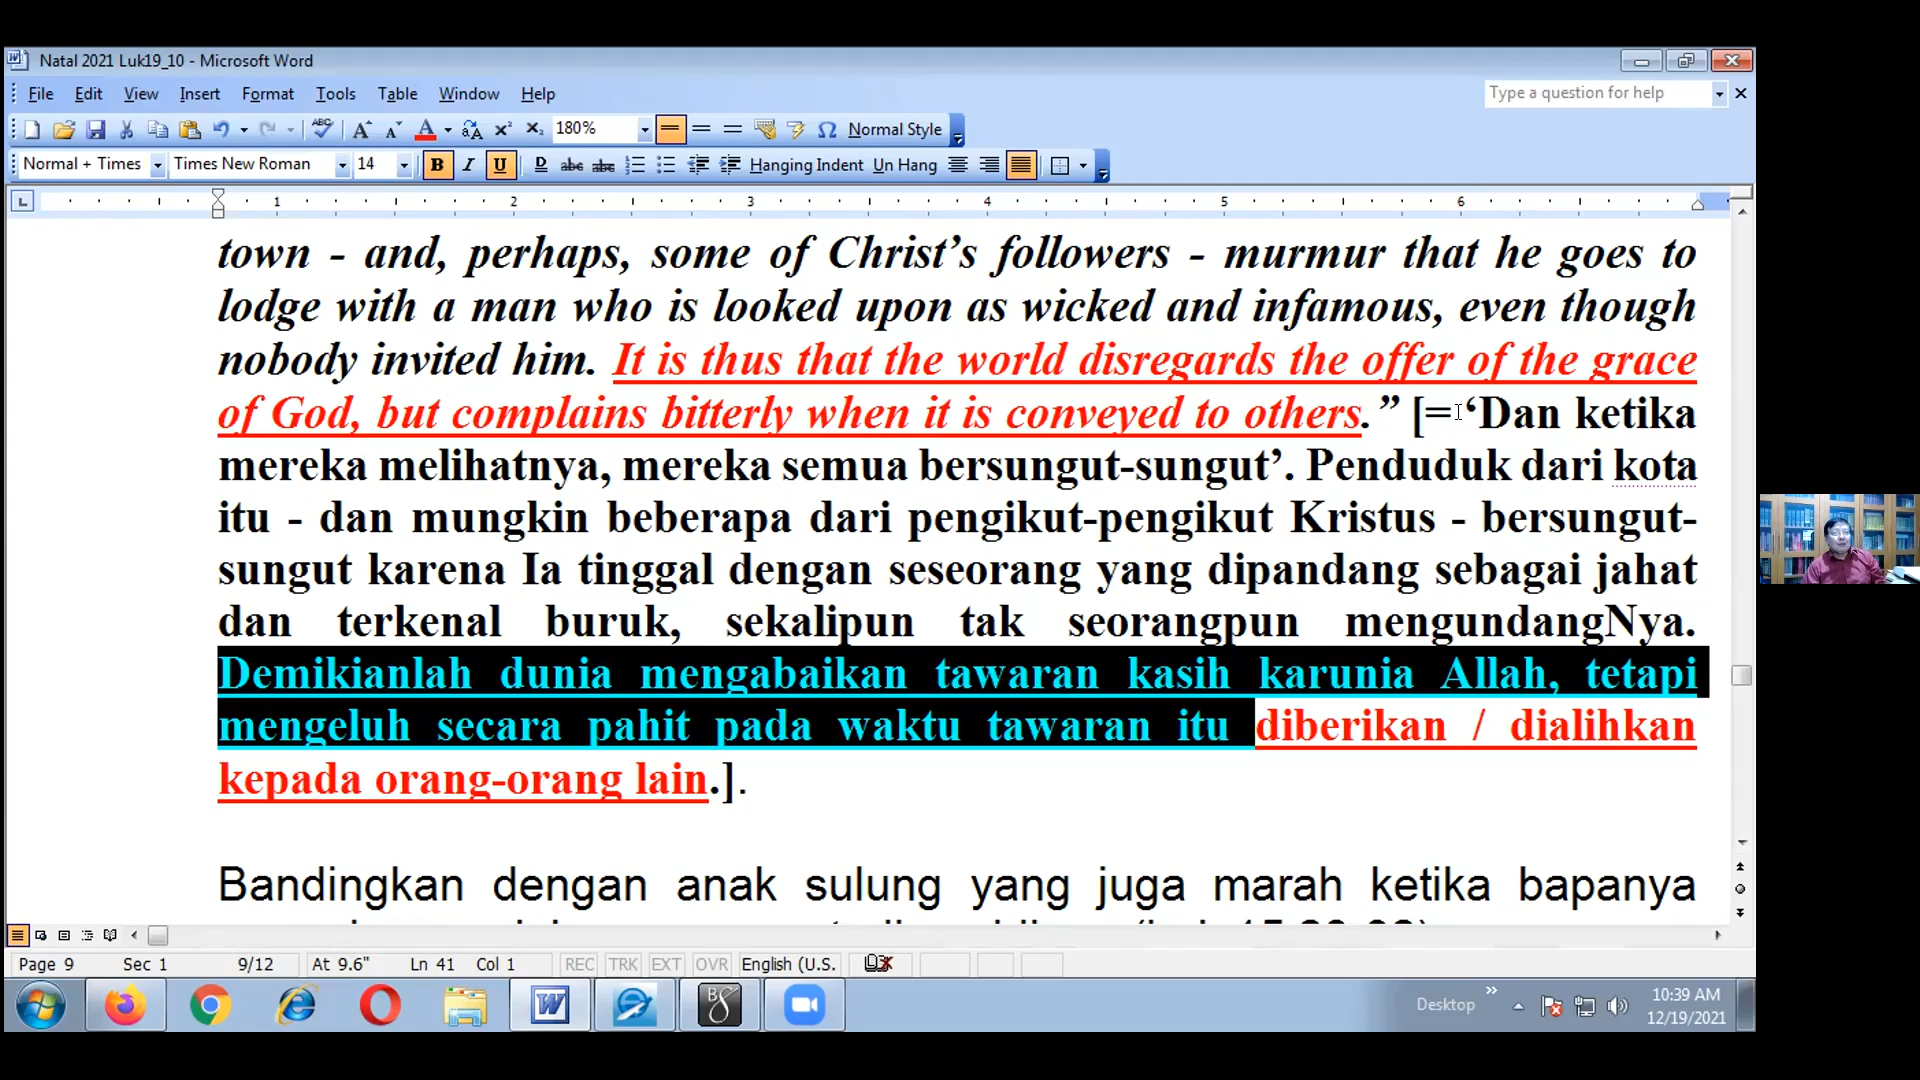 Natal 2021 Luk19_10 - Microsoft Word
File Edit View Insert Format Tools Table Window Help
Type a question for help
180% Normal Style
Normal + Times Times New Roman 14 B I U Hanging Indent Un Hang
1 2 3 4 5 6
town - and, perhaps, some of Christ’s followers - murmur that he goes to
lodge with a man who is looked upon as wicked and infamous, even though
nobody invited him. It is thus that the world disregards the offer of the grace
of God, but complains bitterly when it is conveyed to others.” [= ‘Dan ketika
mereka melihatnya, mereka semua bersungut-sungut’. Penduduk dari kota
itu - dan mungkin beberapa dari pengikut-pengikut Kristus - bersungut-
sungut karena Ia tinggal dengan seseorang yang dipandang sebagai jahat
dan terkenal buruk, sekalipun tak seorangpun mengundangNya.
Demikianlah dunia mengabaikan tawaran kasih karunia Allah, tetapi
mengeluh secara pahit pada waktu tawaran itu diberikan / dialihkan
kepada orang-orang lain.].
Bandingkan dengan anak sulung yang juga marah ketika bapanya
Page 9 Sec 1 9/12 At 9.6" Ln 41 Col 1 REC TRK EXT OVR English (U.S.
Desktop
10:39 AM
12/19/2021